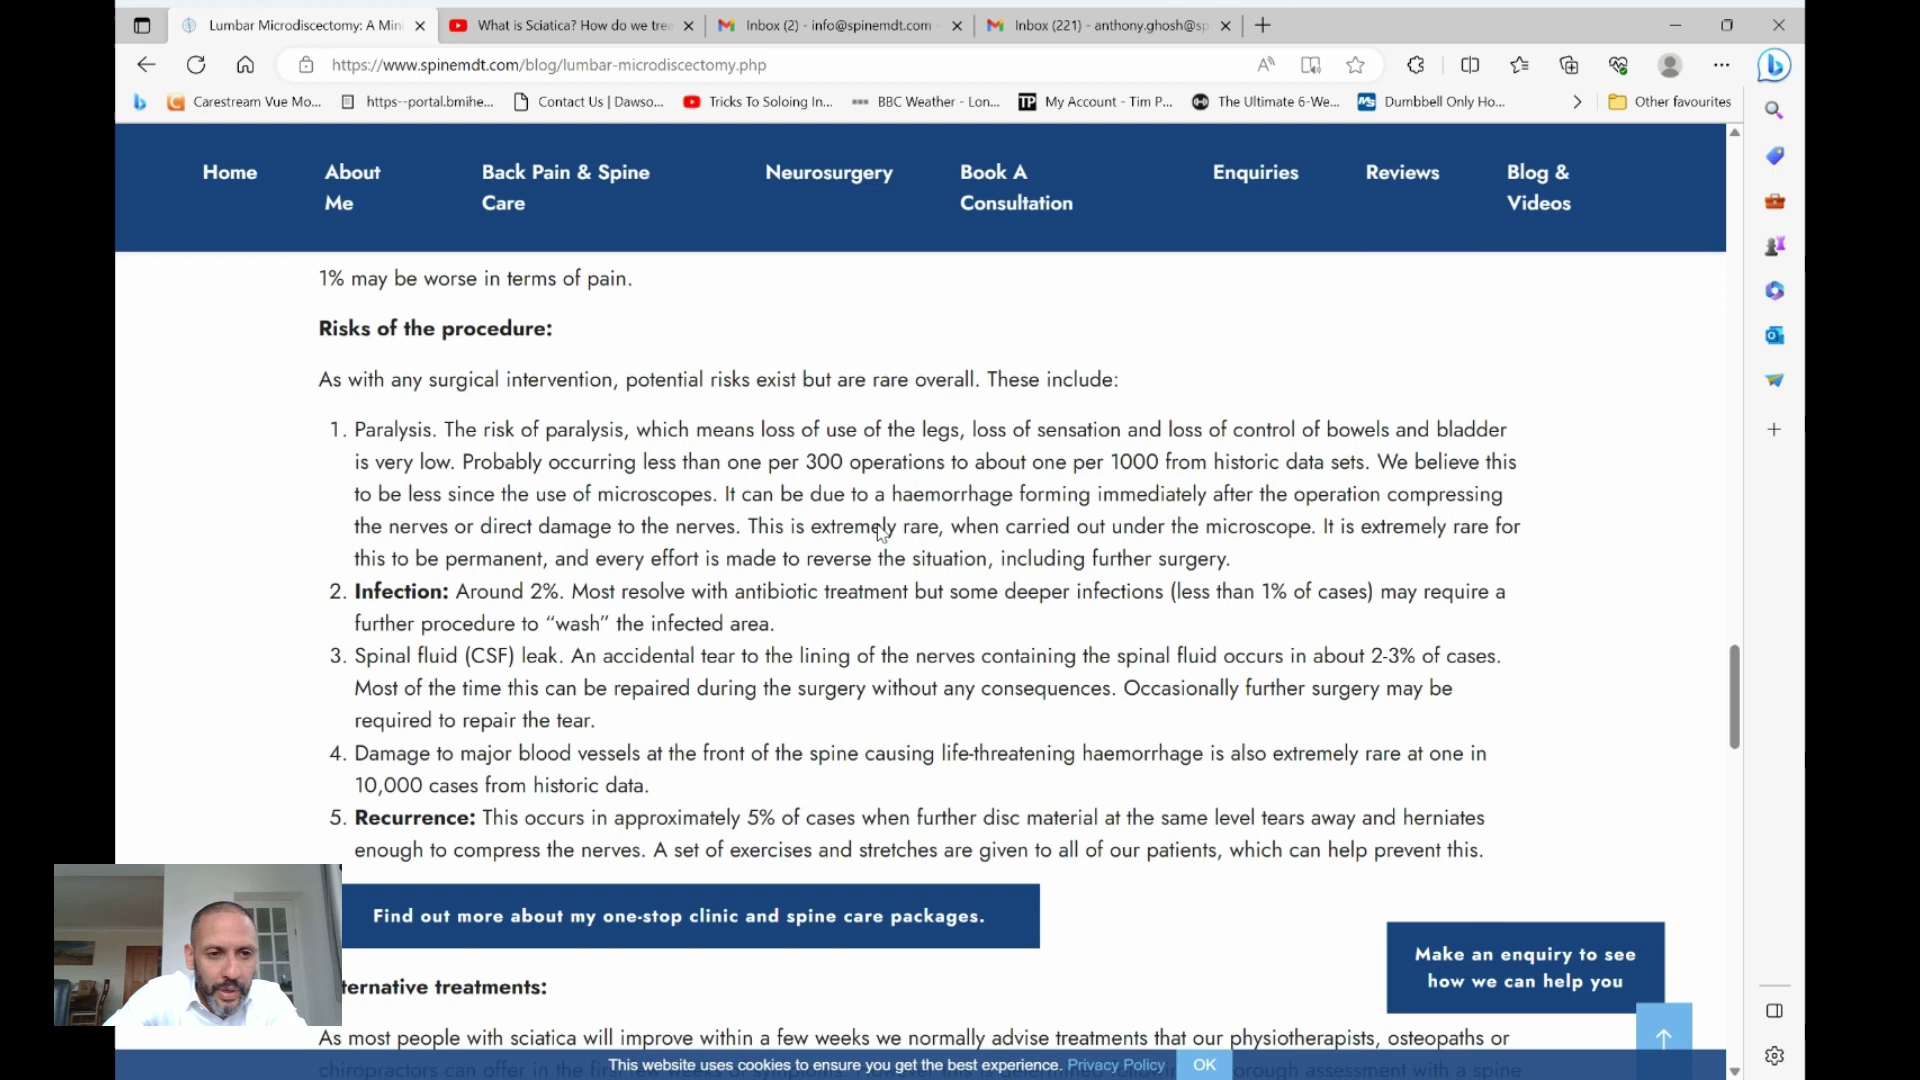 Lumbar Microdiscectomy: A Min
What is Sciatica? How do we trea
Inbox (2) - info@spinemdt.com
Inbox (221) - anthony.ghosh@sp
https://www.spinemdt.com/blog/lumbar-microdiscectomy.php
Carestream Vue Mo...
https--portal.bmihe...
Contact Us | Dawso...
Tricks To Soloing In...
BBC Weather - Lon...
TP My Account - Tim P...
The Ultimate 6-We...
Dumbbell Only Ho...
Other favourites
Home
About Me
Back Pain & Spine Care
Neurosurgery
Book A Consultation
Enquiries
Reviews
Blog & Videos
1% may be worse in terms of pain.
Risks of the procedure:
As with any surgical intervention, potential risks exist but are rare overall. These include:
1. Paralysis. The risk of paralysis, which means loss of use of the legs, loss of sensation and loss of control of bowels and bladder
is very low. Probably occurring less than one per 300 operations to about one per 1000 from historic data sets. We believe this
to be less since the use of microscopes. It can be due to a haemorrhage forming immediately after the operation compressing
the nerves or direct damage to the nerves. This is extremely rare, when carried out under the microscope. It is extremely rare for
this to be permanent, and every effort is made to reverse the situation, including further surgery.
2. Infection: Around 2%. Most resolve with antibiotic treatment but some deeper infections (less than 1% of cases) may require a
further procedure to “wash” the infected area.
3. Spinal fluid (CSF) leak. An accidental tear to the lining of the nerves containing the spinal fluid occurs in about 2-3% of cases.
Most of the time this can be repaired during the surgery without any consequences. Occasionally further surgery may be
required to repair the tear.
4. Damage to major blood vessels at the front of the spine causing life-threatening haemorrhage is also extremely rare at one in
10,000 cases from historic data.
5. Recurrence: This occurs in approximately 5% of cases when further disc material at the same level tears away and herniates
enough to compress the nerves. A set of exercises and stretches are given to all of our patients, which can help prevent this.
Find out more about my one-stop clinic and spine care packages.
Make an enquiry to see
how we can help you
ternative treatments:
As most people with sciatica will improve within a few weeks we normally advise treatments that our physiotherapists, osteopaths or
This website uses cookies to ensure you get the best experience. Privacy Policy OK